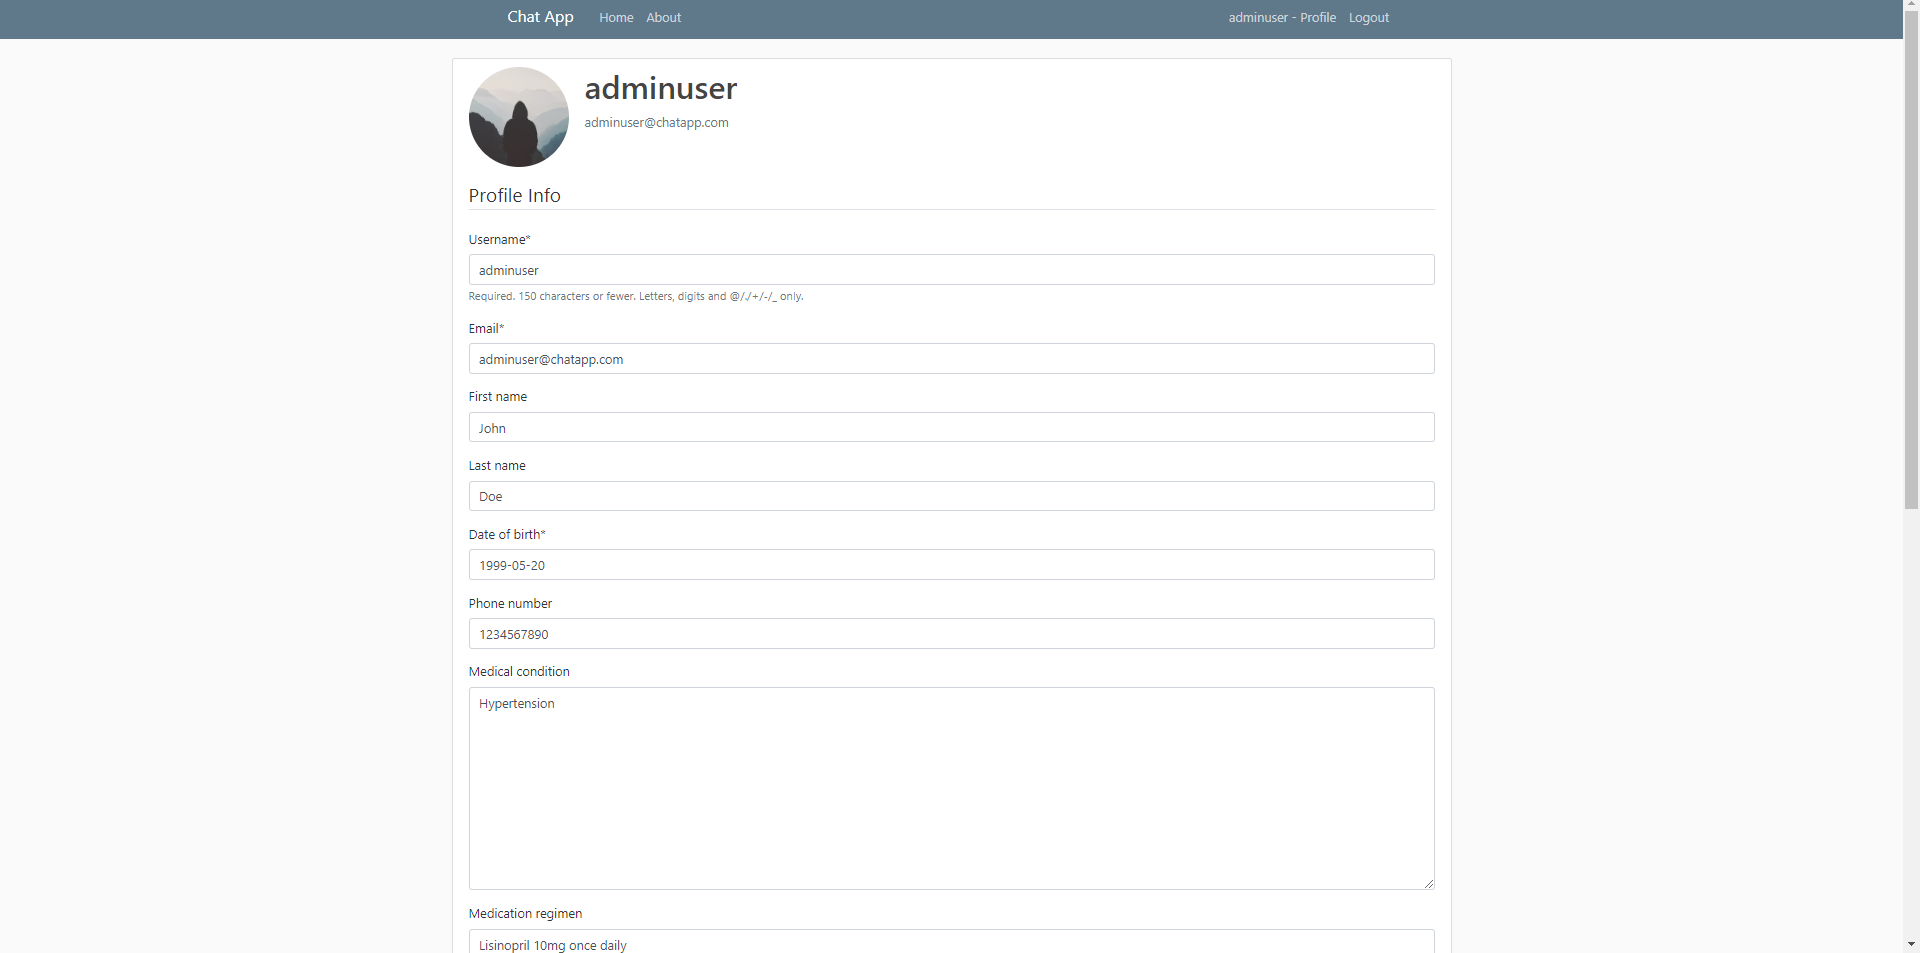 Chat App Home About adminuser - Profile Logout
adminuser
adminuser@chatapp.com
Profile Info
Username*
adminuser
Required. 150 characters or fewer. Letters, digits and @/./+/-/_ only.
Email*
adminuser@chatapp.com
First name
John
Last name
Doe
Date of birth*
1999-05-20
Phone number
1234567890
Medical condition
Hypertension
Medication regimen
Lisinopril 10mg once daily